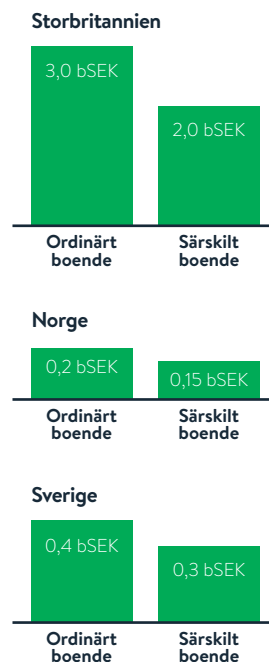 Storbritannien
3,0 bSEK
2,0 bSEK
Ordinärt
boende
Särskilt
boende
Norge
0,2 bSEK
0,15 bSEK
Ordinärt
boende
Särskilt
boende
Sverige
0,4 bSEK
0,3 bSEK
Ordinärt
boende
Särskilt
boende